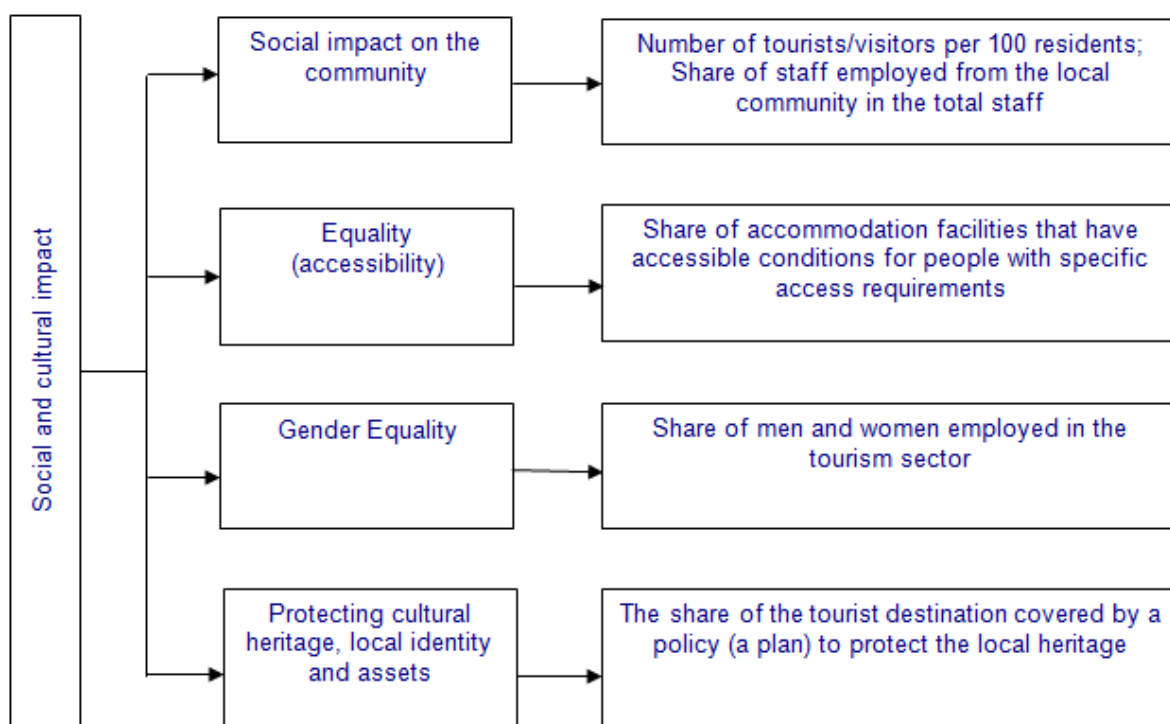 Social and cultural impact
Social impact on the
community
Number of tourists/visitors per 100 residents;
Share of staff employed from the local
community in the total staff
Equality
(accessibility)
Share of accommodation facilities that have
accessible conditions for people with specific
access requirements
Gender Equality
Share of men and women employed in the
tourism sector
Protecting cultural
heritage, local identity
and assets
The share of the tourist destination covered by a
policy (a plan) to protect the local heritage